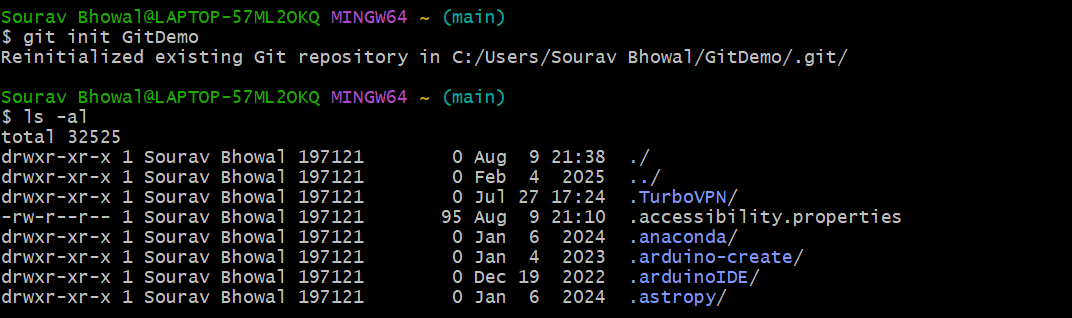 Sourav Bhowal@LAPTOP-57ML2OKQ MINGW64 ~ (main)
$ git init GitDemo
Reinitialized existing Git repository in C:/Users/Sourav Bhowal/GitDemo/.git/

Sourav Bhowal@LAPTOP-57ML2OKQ MINGW64 ~ (main)
$ ls -al
total 32525
drwxr-xr-x 1 Sourav Bhowal 197121        0 Aug  9 21:38  ./
drwxr-xr-x 1 Sourav Bhowal 197121        0 Feb  4  2025  ../
drwxr-xr-x 1 Sourav Bhowal 197121        0 Jul 27 17:24  .TurboVPN/
-rw-r--r-- 1 Sourav Bhowal 197121       95 Aug  9 21:10  .accessibility.properties
drwxr-xr-x 1 Sourav Bhowal 197121        0 Jan  6  2024  .anaconda/
drwxr-xr-x 1 Sourav Bhowal 197121        0 Jan  4  2023  .arduino-create/
drwxr-xr-x 1 Sourav Bhowal 197121        0 Dec 19  2022  .arduinoIDE/
drwxr-xr-x 1 Sourav Bhowal 197121        0 Jan  6  2024  .astropy/